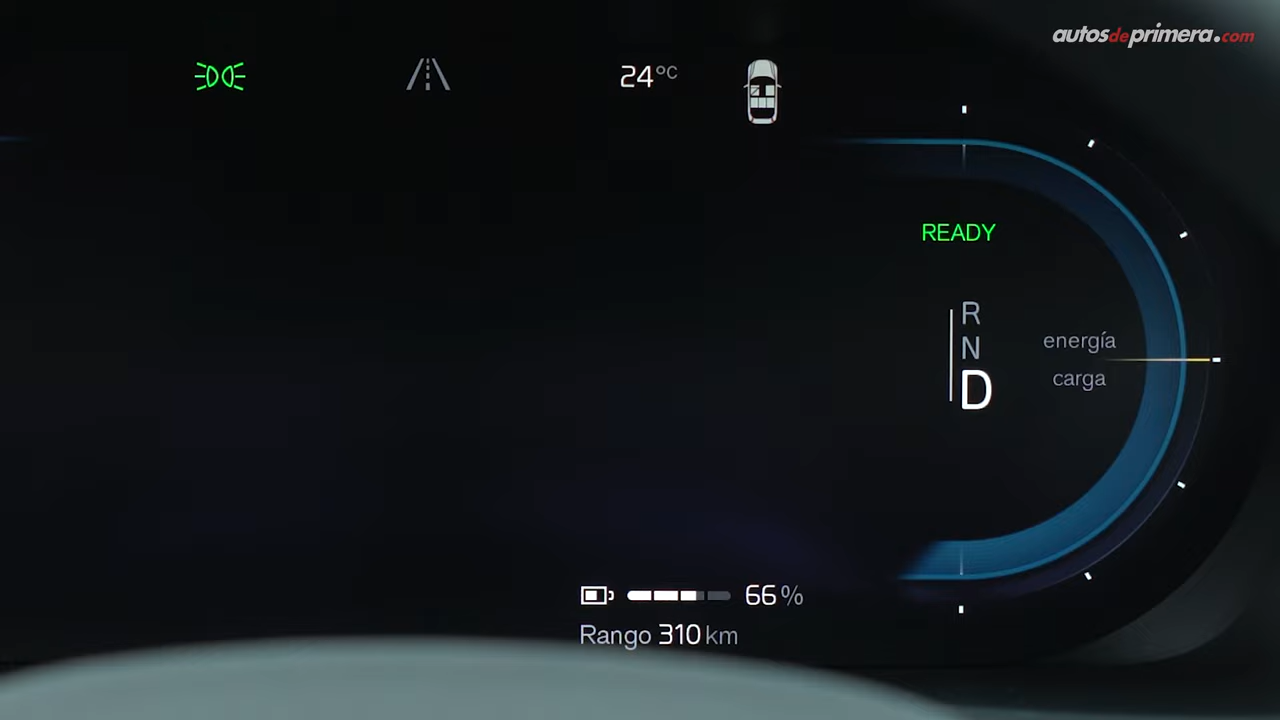 autosdeprimera.com
24°C
READY
R
N
D
energía
carga
66%
Rango 310 km